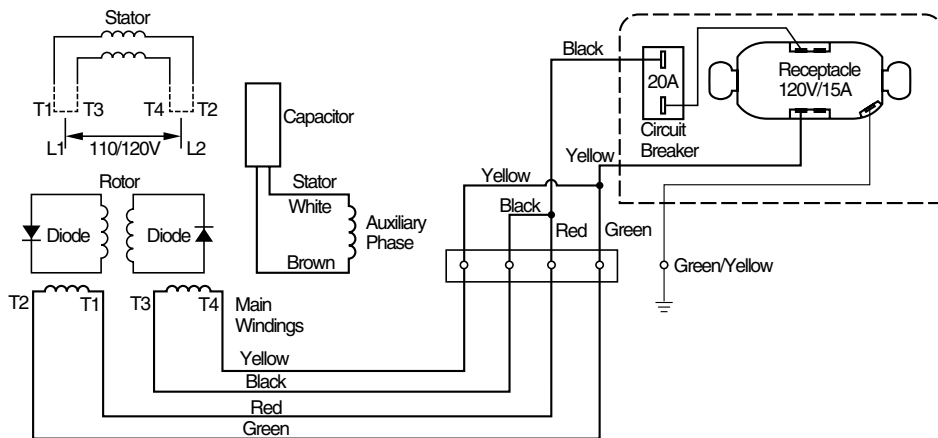 Stator
T1
T3
T4
T2
L1
110/120V
L2
Rotor
Diode
Diode
Capacitor
Stator
White
Auxiliary
Phase
Brown
T2
T1
T3
T4
Main
Windings
Yellow
Black
Red
Green
Yellow
Black
Red
Green
Black
20A
Circuit
Breaker
Yellow
Receptacle
120V/15A
Green/Yellow